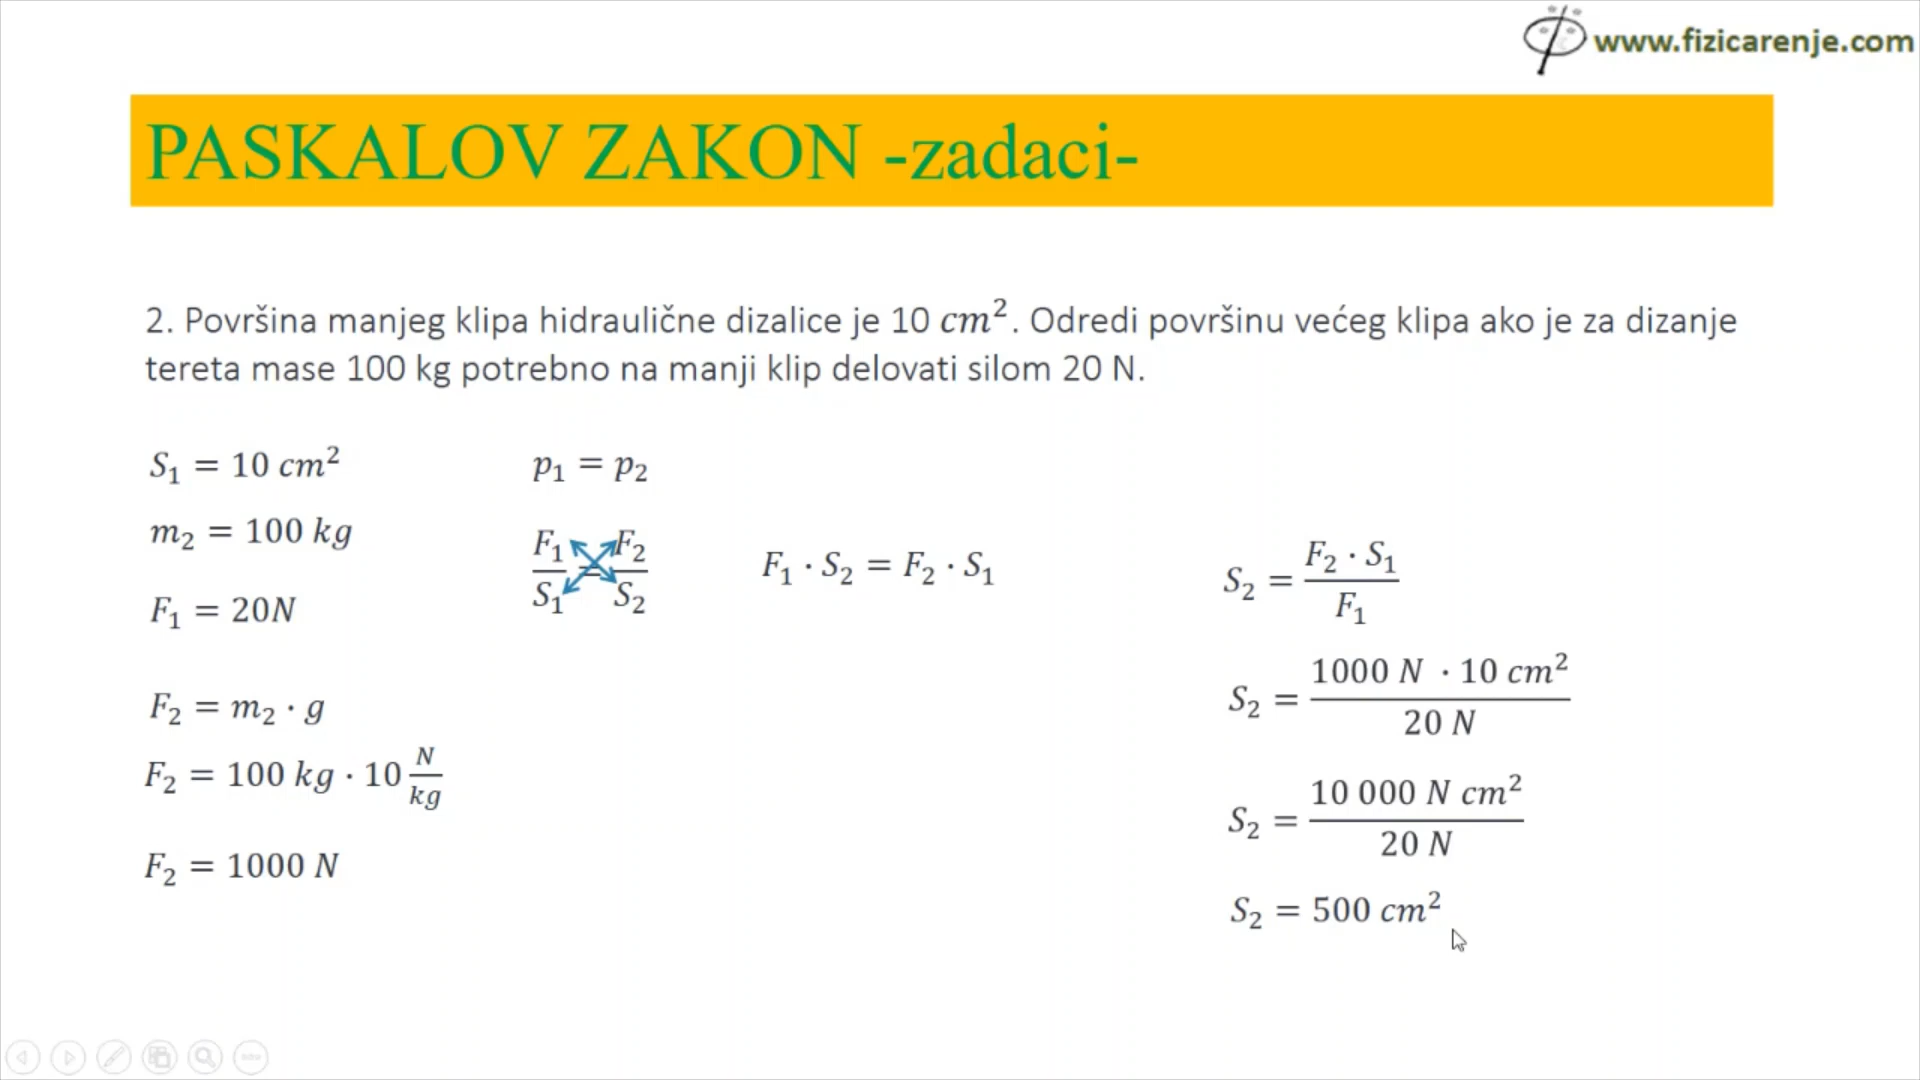 www.fizicarenje.com
PASKALOV ZAKON -zadaci-
2. Površina manjeg klipa hidraulične dizalice je 10 cm². Odredi površinu većeg klipa ako je za dizanje
tereta mase 100 kg potrebno na manji klip delovati silom 20 N.
S₁ = 10 cm²
m₂ = 100 kg
F₁ = 20N
F₂ = m₂ · g
F₂ = 100 kg · 10 N/kg
F₂ = 1000 N
p₁ = p₂
F₁/S₁ = F₂/S₂
F₁ · S₂ = F₂ · S₁
S₂ = F₂ · S₁ / F₁
S₂ = 1000 N · 10 cm² / 20 N
S₂ = 10 000 N cm² / 20 N
S₂ = 500 cm²